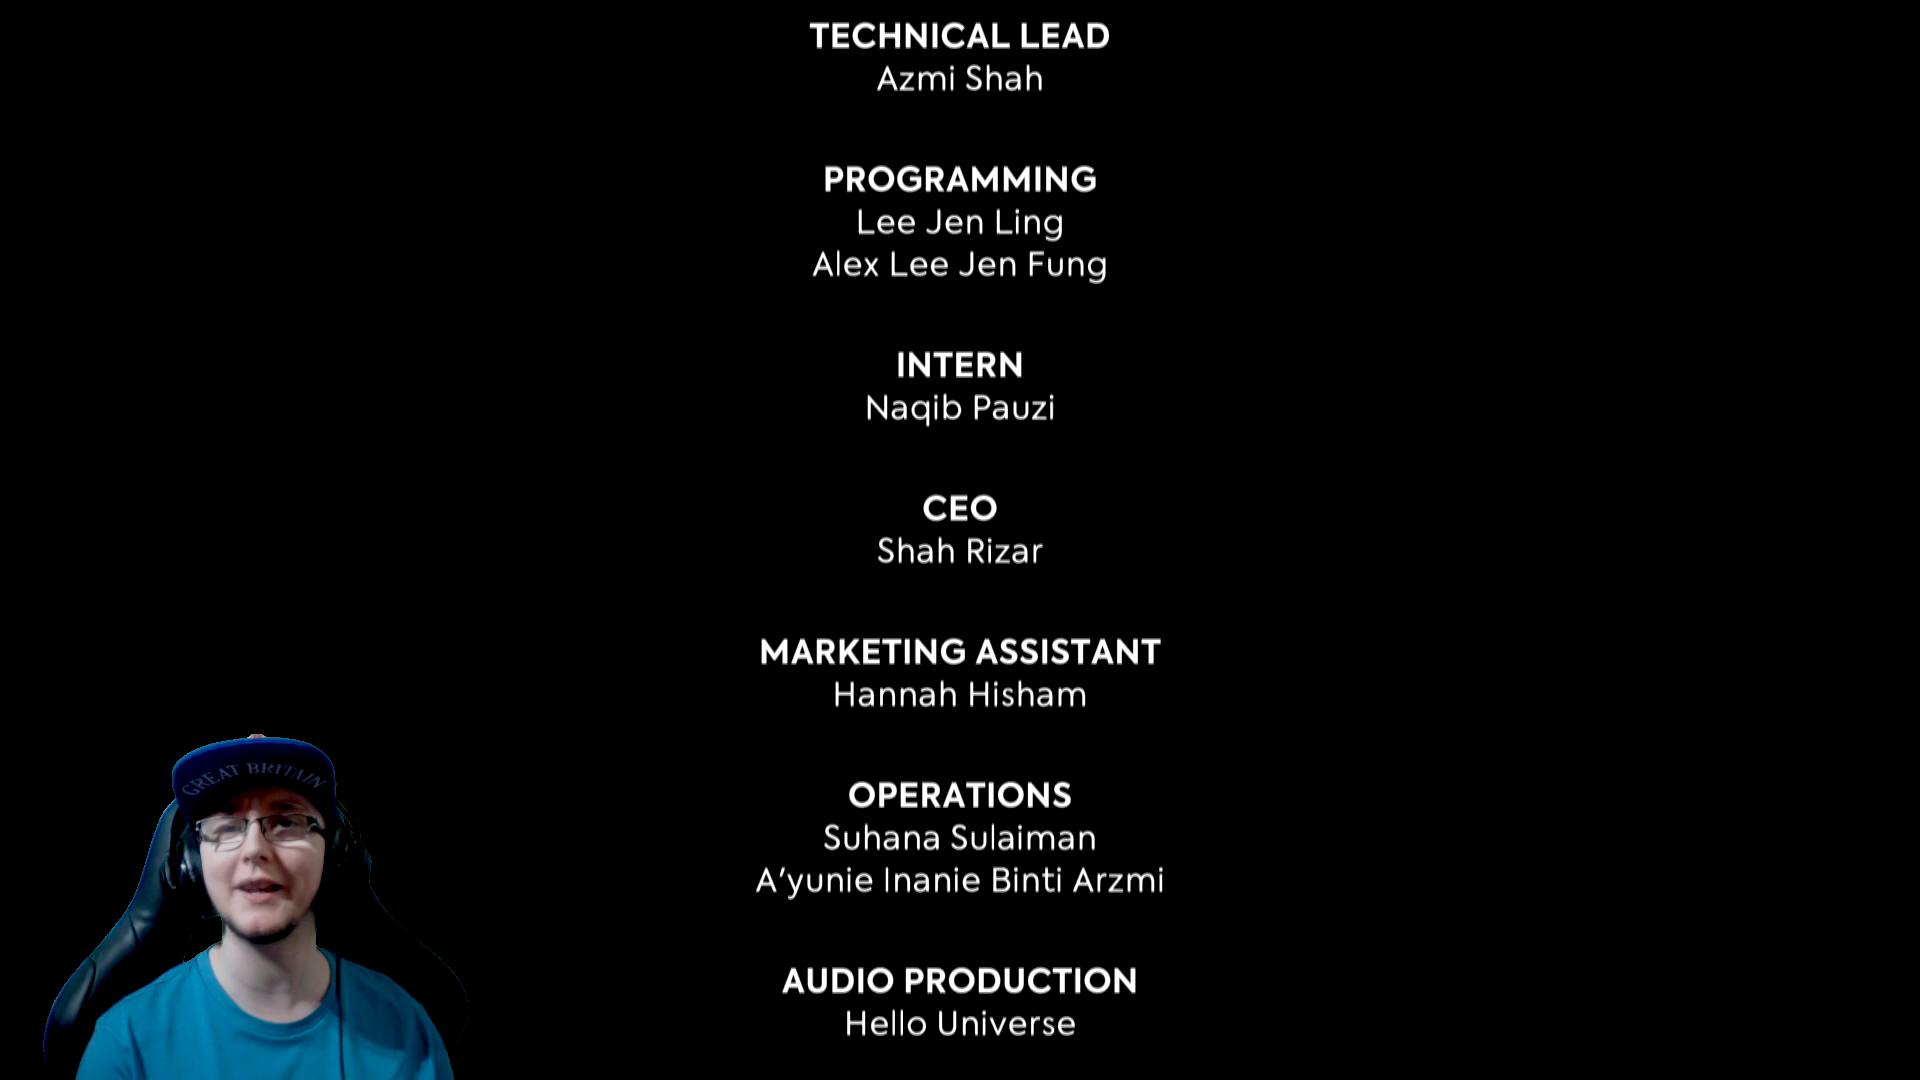 TECHNICAL LEAD
Azmi Shah
PROGRAMMING
Lee Jen Ling
Alex Lee Jen Fung
INTERN
Naqib Pauzi
CEO
Shah Rizar
MARKETING ASSISTANT
Hannah Hisham
OPERATIONS
Suhana Sulaiman
A'yunie Inanie Binti Arzmi
AUDIO PRODUCTION
Hello Universe
GREAT BRITAIN